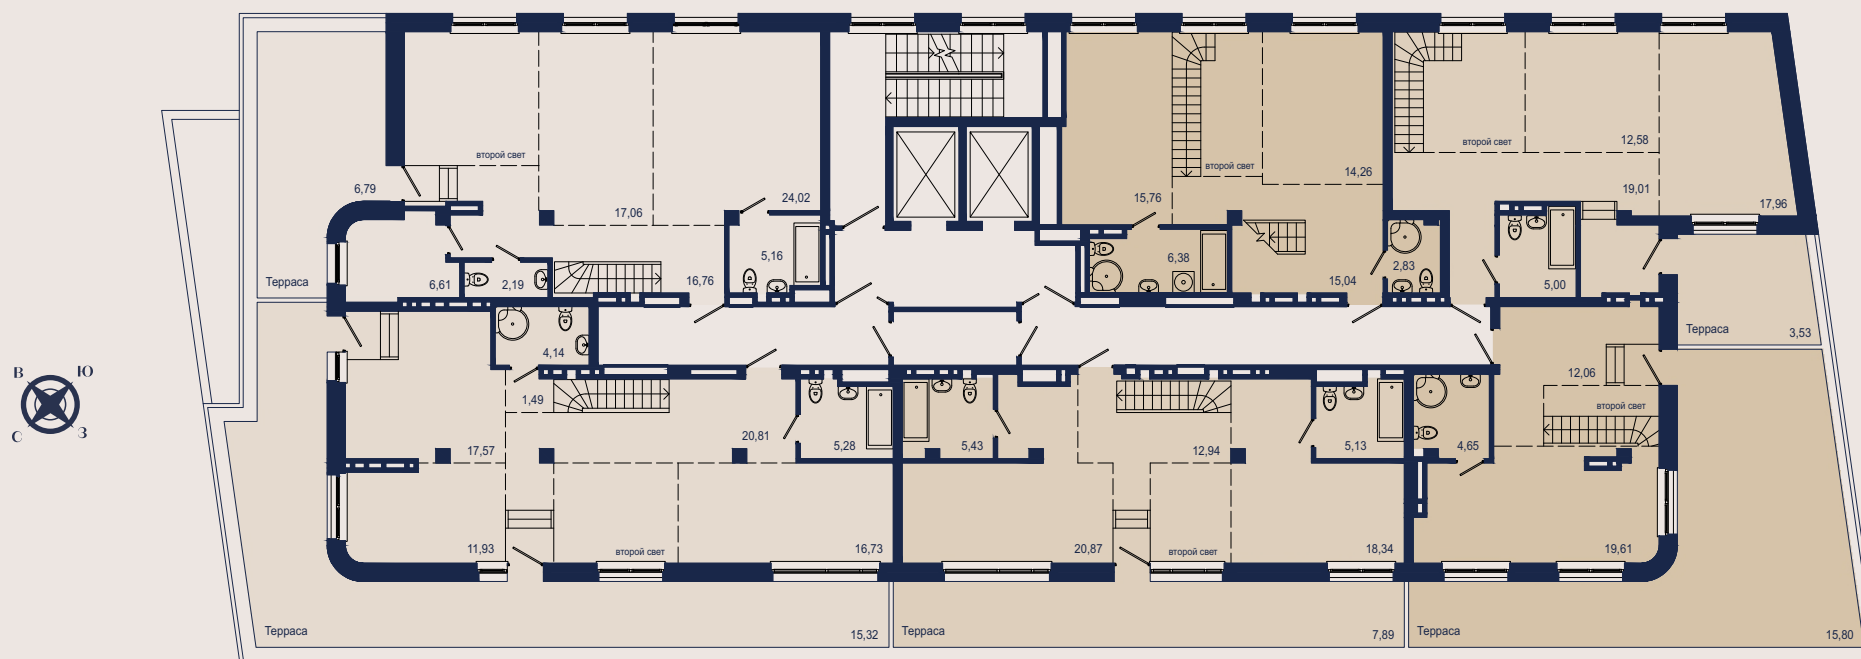 второй свет
12,58
второй свет
второй свет
14,26
6,79
24,02
15,76
19,01
17,96
17,06
5,16
6,38
Терраса
6,61
2,19
16,76
2,83
15,04
5,00
Терраса
3,53
4,14
В
Ю
С
З
12,06
1,49
второй свет
20,81
17,57
5,28
5,43
12,94
5,13
4,65
11,93
второй свет
16,73
20,87
второй свет
18,34
19,61
Терраса
15,32
Терраса
7,89
Терраса
15,80